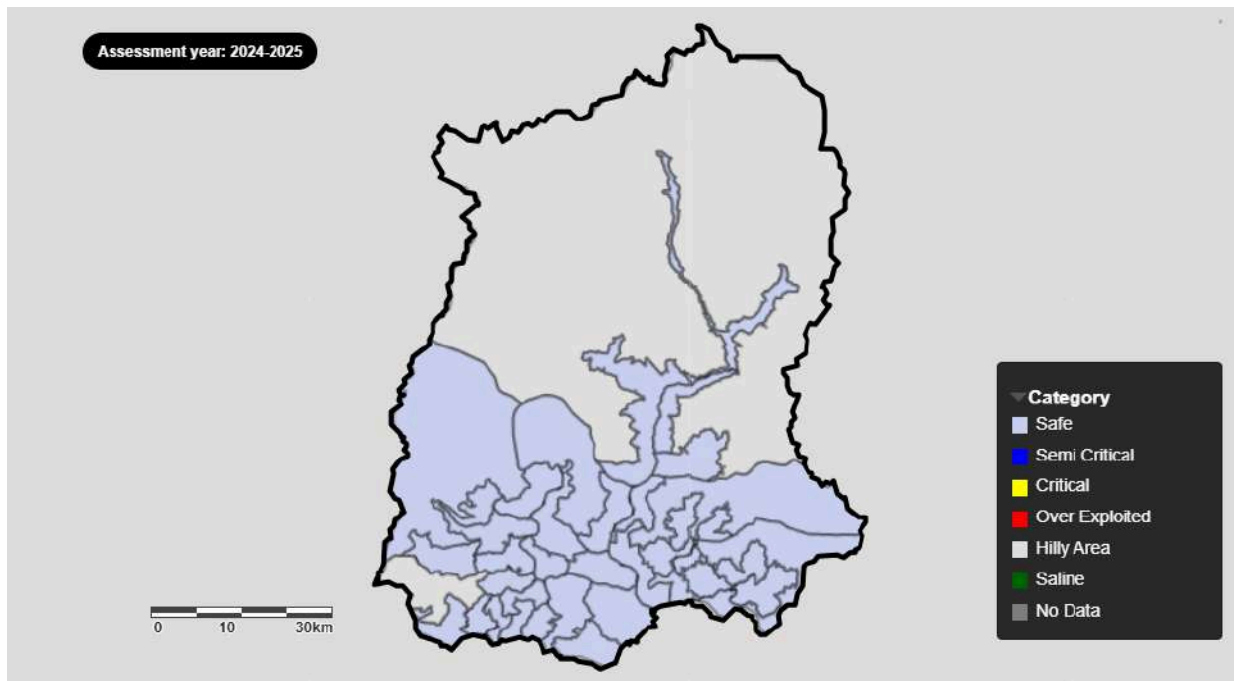 Assessment year: 2024-2025
Category
Safe
Semi Critical
Critical
Over Exploited
Hilly Area
Saline
No Data
0 10 30km